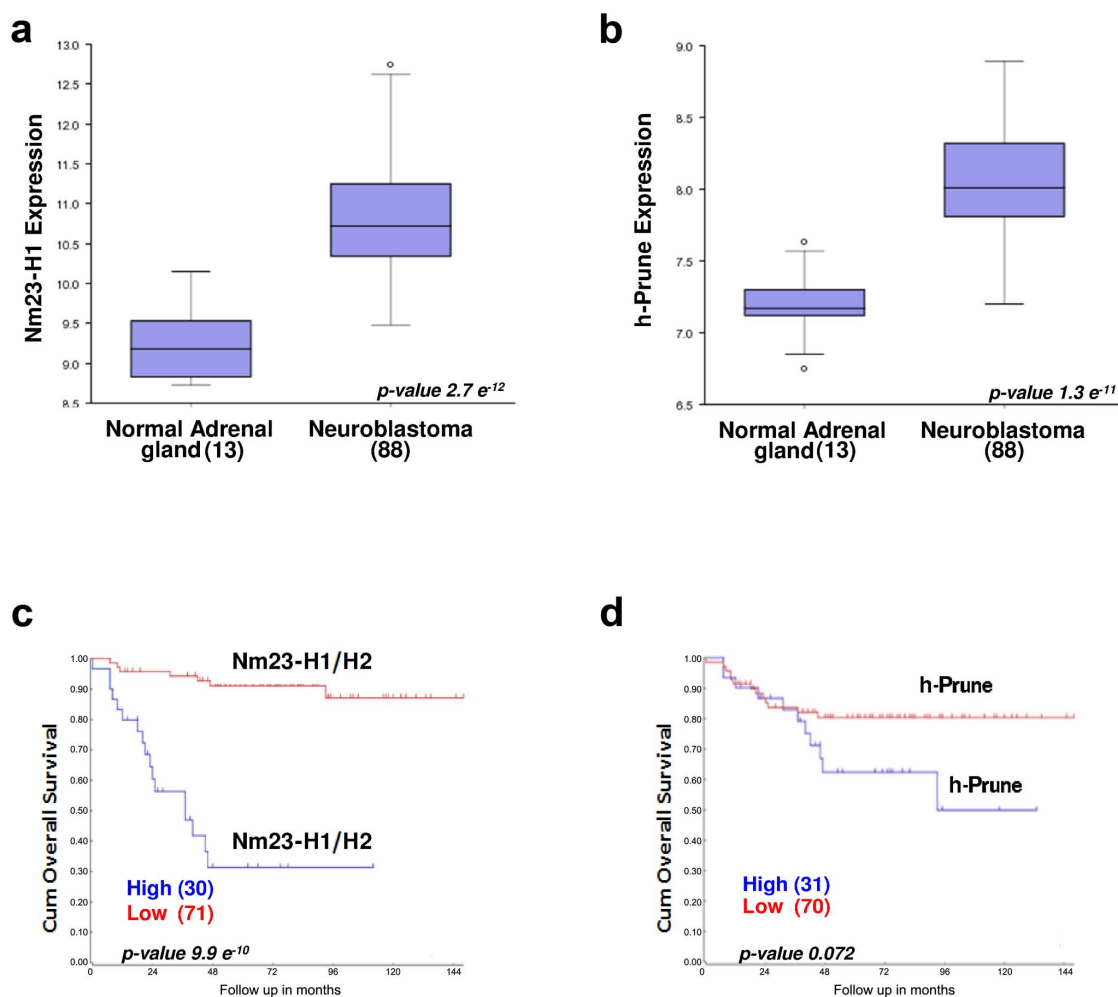 a
Nm23-H1 Expression
13.0
12.5
12.0
11.5
11.0
10.5
10.0
9.5
9.0
8.5
p-value 2.7 e-12
Normal Adrenal
gland (13)
Neuroblastoma
(88)
b
h-Prune Expression
9.0
8.5
8.0
7.5
7.0
6.5
p-value 1.3 e-11
Normal Adrenal
gland (13)
Neuroblastoma
(88)
c
Cum Overall Survival
1.00
0.90
0.80
0.70
0.60
0.50
0.40
0.30
0.20
0.10
0.00
Nm23-H1/H2
Nm23-H1/H2
High (30)
Low (71)
p-value 9.9 e-10
0 24 48 72 96 120 144
Follow up in months
d
Cum Overall Survival
1.00
0.90
0.80
0.70
0.60
0.50
0.40
0.30
0.20
0.10
0.00
h-Prune
h-Prune
High (31)
Low (70)
p-value 0.072
0 24 48 72 96 120 144
Follow up in months